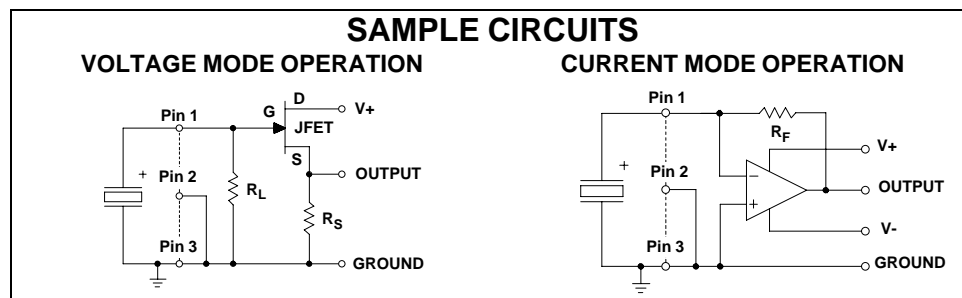 SAMPLE CIRCUITS
VOLTAGE MODE OPERATION
D
V+
G
Pin 1
JFET
S
+
OUTPUT
Pin 2
RL
RS
Pin 3
GROUND
CURRENT MODE OPERATION
Pin 1
RF
V+
+
Pin 2
−
OUTPUT
+
V-
Pin 3
GROUND